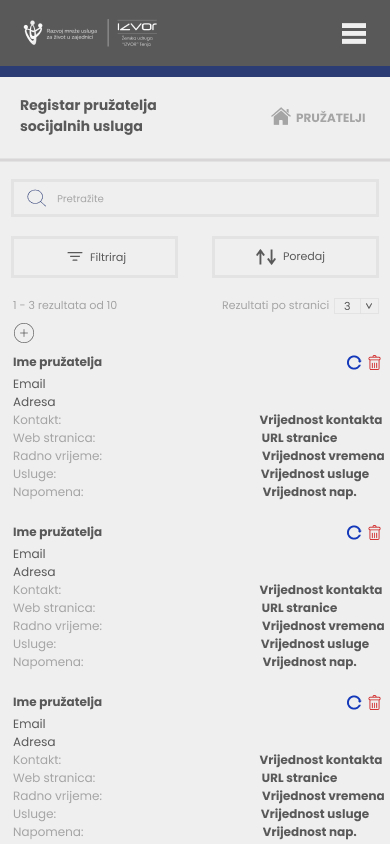 Razvoj mreže usluga
za život u zajednici
IZVOR
Ženska udruga
"IZVOR" Tenja
Registar pružatelja
socijalnih usluga
PRUŽATELJI
Pretražite
Filtriraj
Poredaj
1 - 3 rezultata od 10
Rezultati po stranici 3
Ime pružatelja
Email
Adresa
Kontakt: Vrijednost kontakta
Web stranica: URL stranice
Radno vrijeme: Vrijednost vremena
Usluge: Vrijednost usluge
Napomena: Vrijednost nap.
Ime pružatelja
Email
Adresa
Kontakt: Vrijednost kontakta
Web stranica: URL stranice
Radno vrijeme: Vrijednost vremena
Usluge: Vrijednost usluge
Napomena: Vrijednost nap.
Ime pružatelja
Email
Adresa
Kontakt: Vrijednost kontakta
Web stranica: URL stranice
Radno vrijeme: Vrijednost vremena
Usluge: Vrijednost usluge
Napomena: Vrijednost nap.